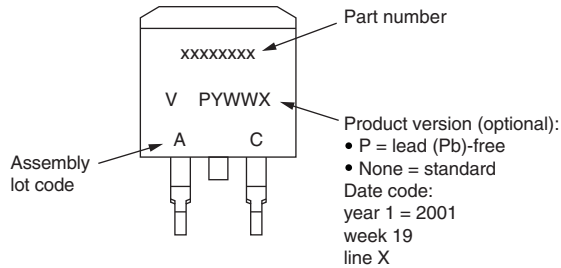 Part number
xxxxxxxx
V PYWWX
A C
Assembly
lot code
Product version (optional):
• P = lead (Pb)-free
• None = standard
Date code:
year 1 = 2001
week 19
line X